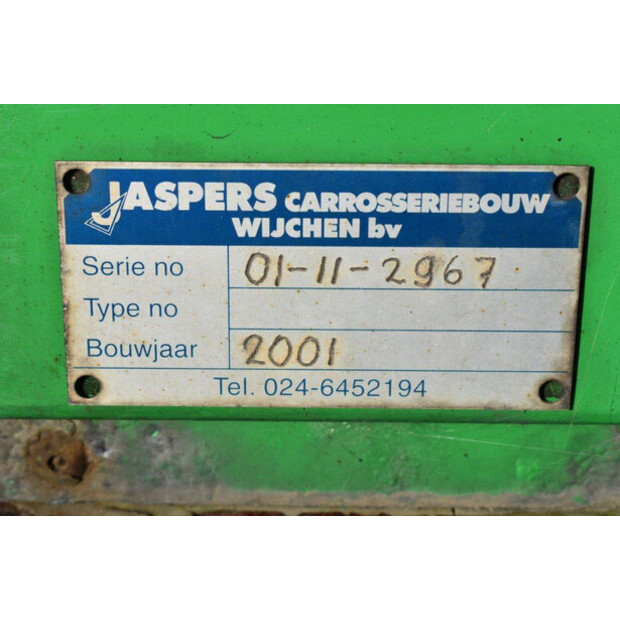 JASPERS CARROSSERIEBOUW
WIJCHEN bv
Serie no 01-11-2967
Type no
Bouwjaar 2001
Tel. 024-6452194